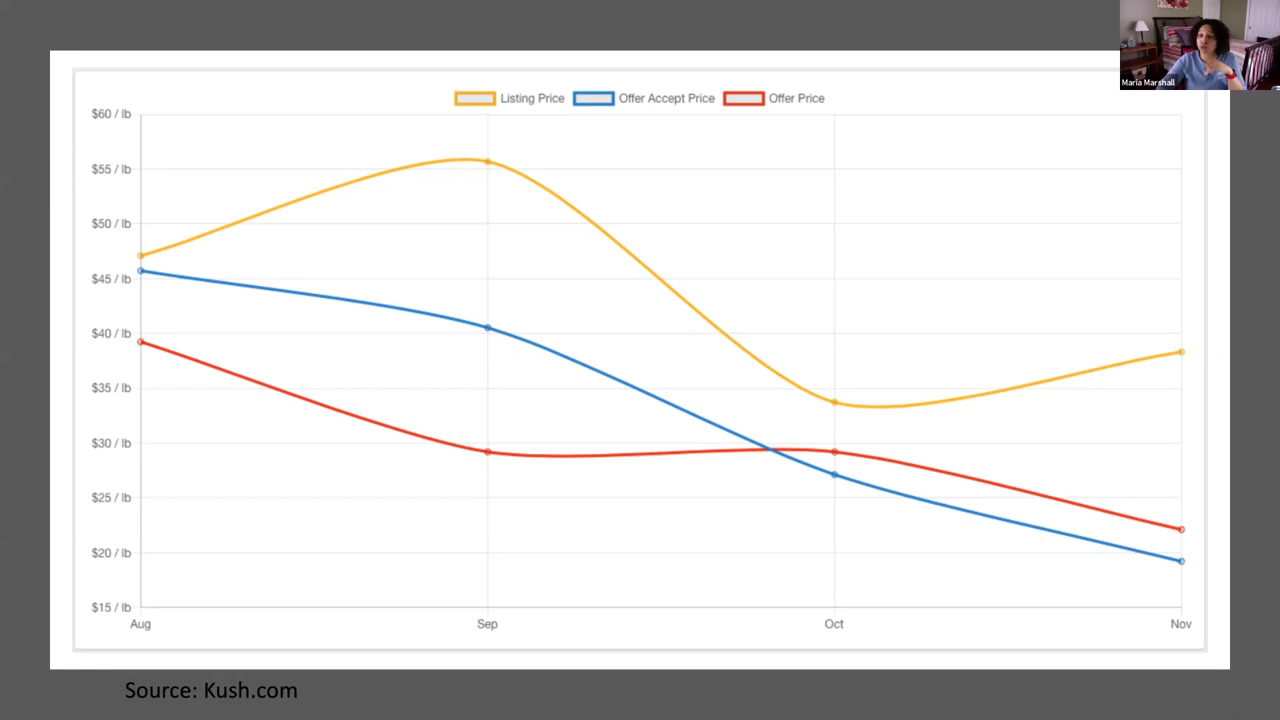 Maria Marshall
Listing Price Offer Accept Price Offer Price
$60 / lb
$55 / lb
$50 / lb
$45 / lb
$40 / lb
$35 / lb
$30 / lb
$25 / lb
$20 / lb
$15 / lb
Aug Sep Oct Nov
Source: Kush.com